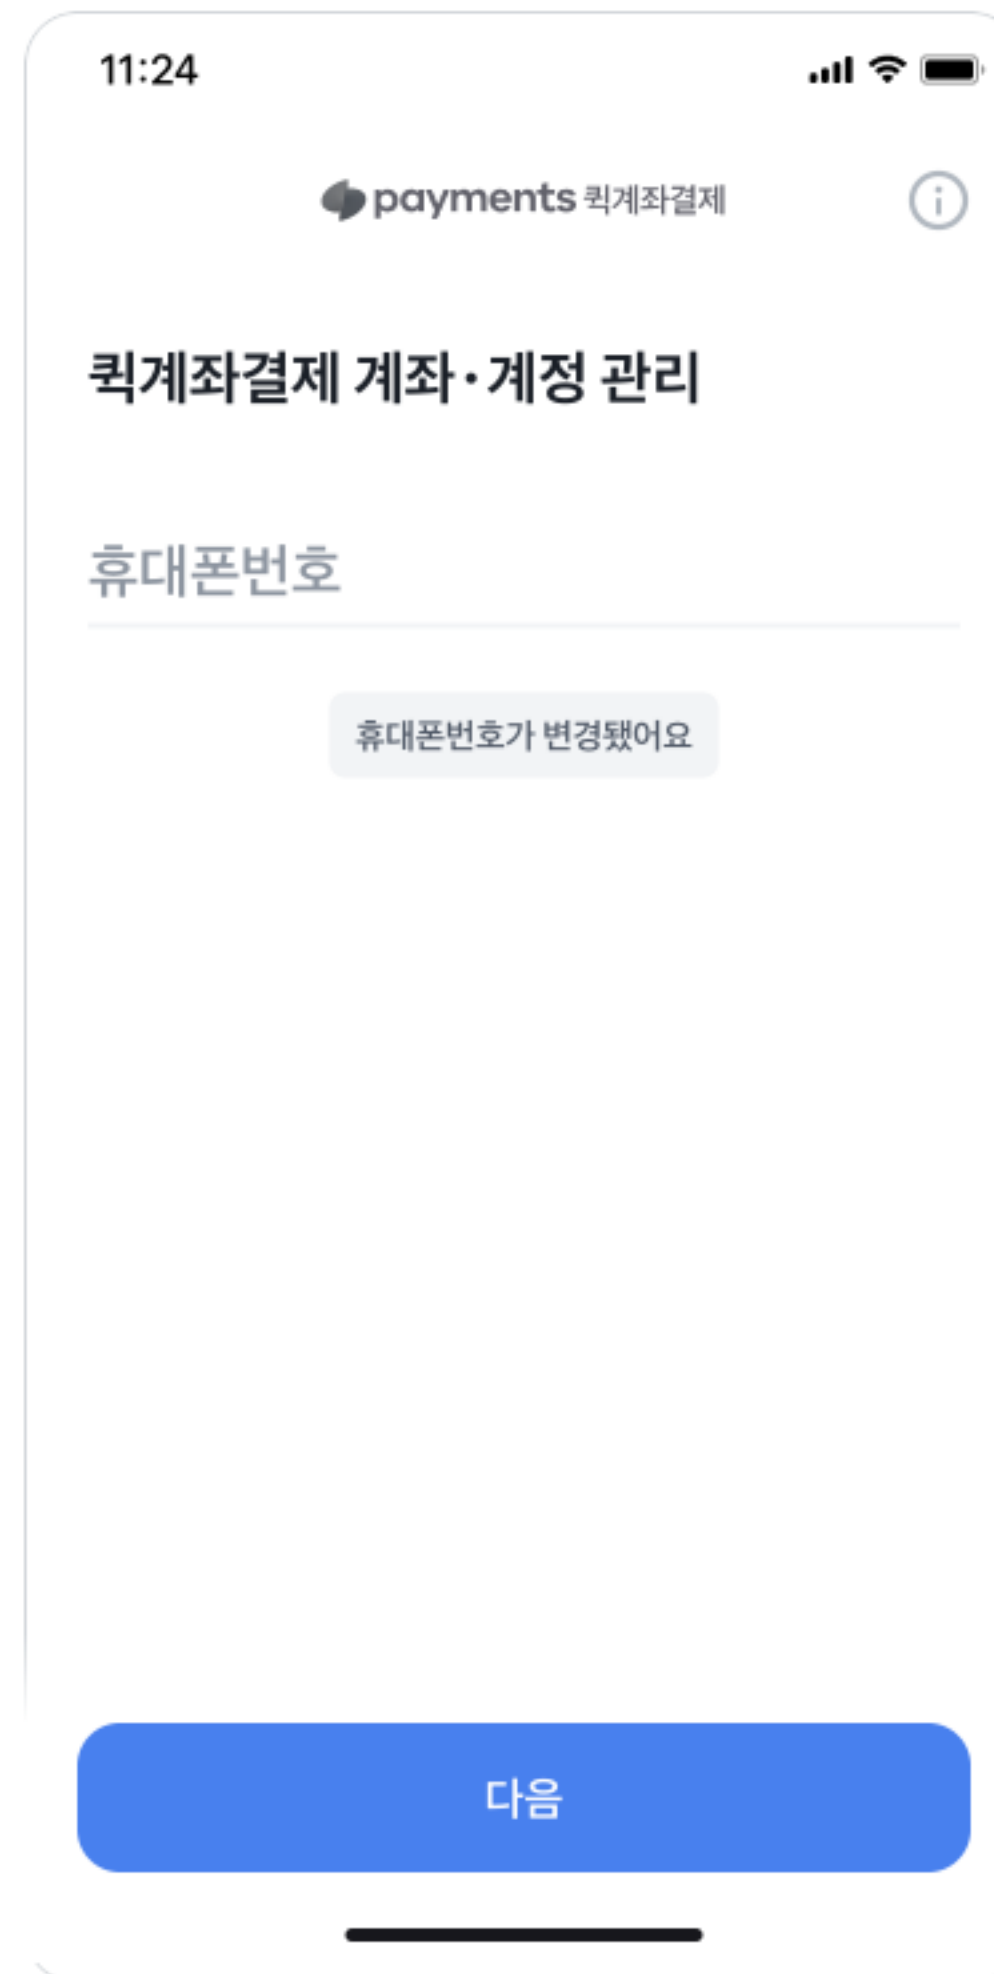 11:24
payments 퀵계좌결제
퀵계좌결제 계좌·계정 관리
휴대폰번호
휴대폰번호가 변경됐어요
다음